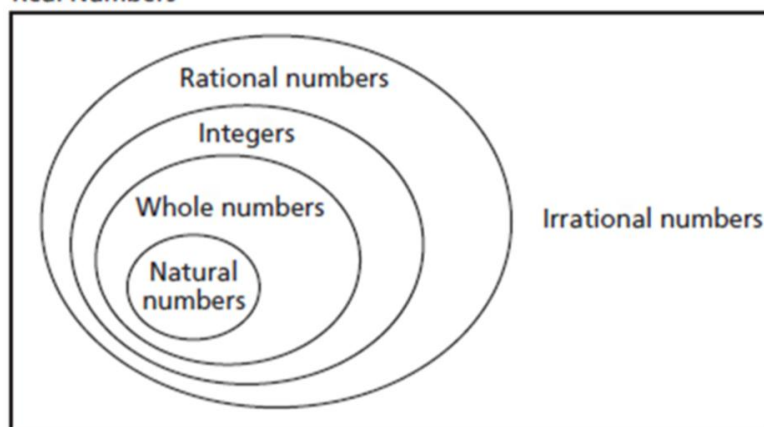 Real Numbers
Rational numbers
Integers
Whole numbers
Natural
numbers
Irrational numbers